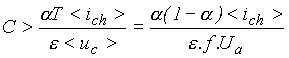 C > αT < i_ch > / ε < u_c > = α(1 - α) < i_ch > / ε.f.U_a